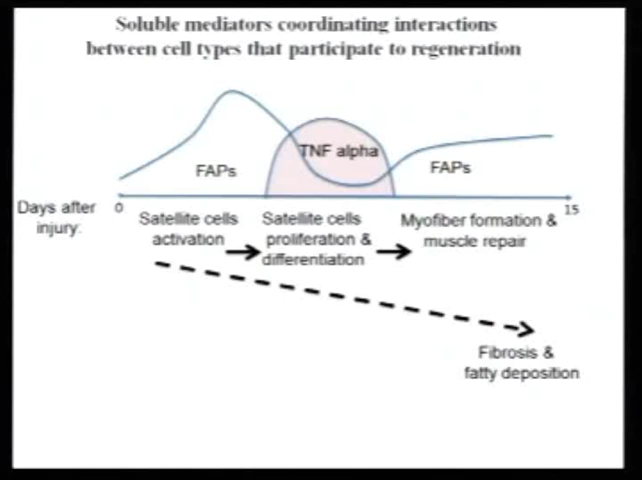 Soluble mediators coordinating interactions
between cell types that participate to regeneration
TNF alpha
FAPs
FAPs
Days after
injury:
0
15
Satellite cells
activation
Satellite cells
proliferation &
differentiation
Myofiber formation &
muscle repair
Fibrosis &
fatty deposition